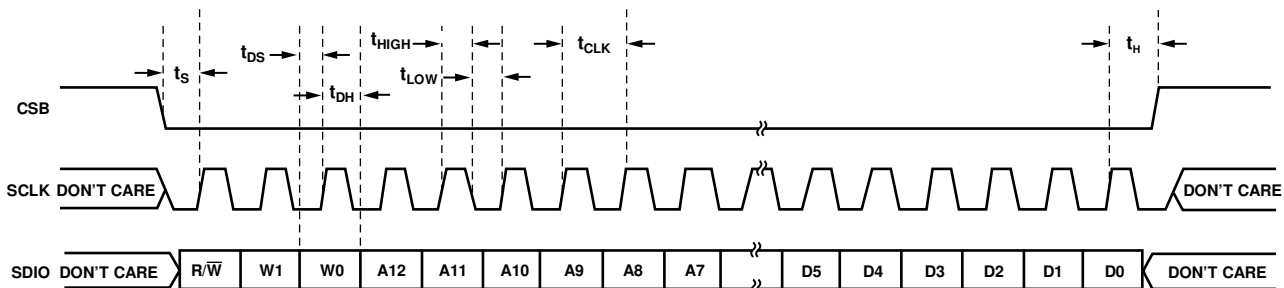 tHIGH
tCLK
tH
tDS
tS
tLOW
tDH
CSB
SCLK DON'T CARE DON'T CARE
SDIO DON'T CARE R/W̅ W1 W0 A12 A11 A10 A9 A8 A7 D5 D4 D3 D2 D1 D0 DON'T CARE